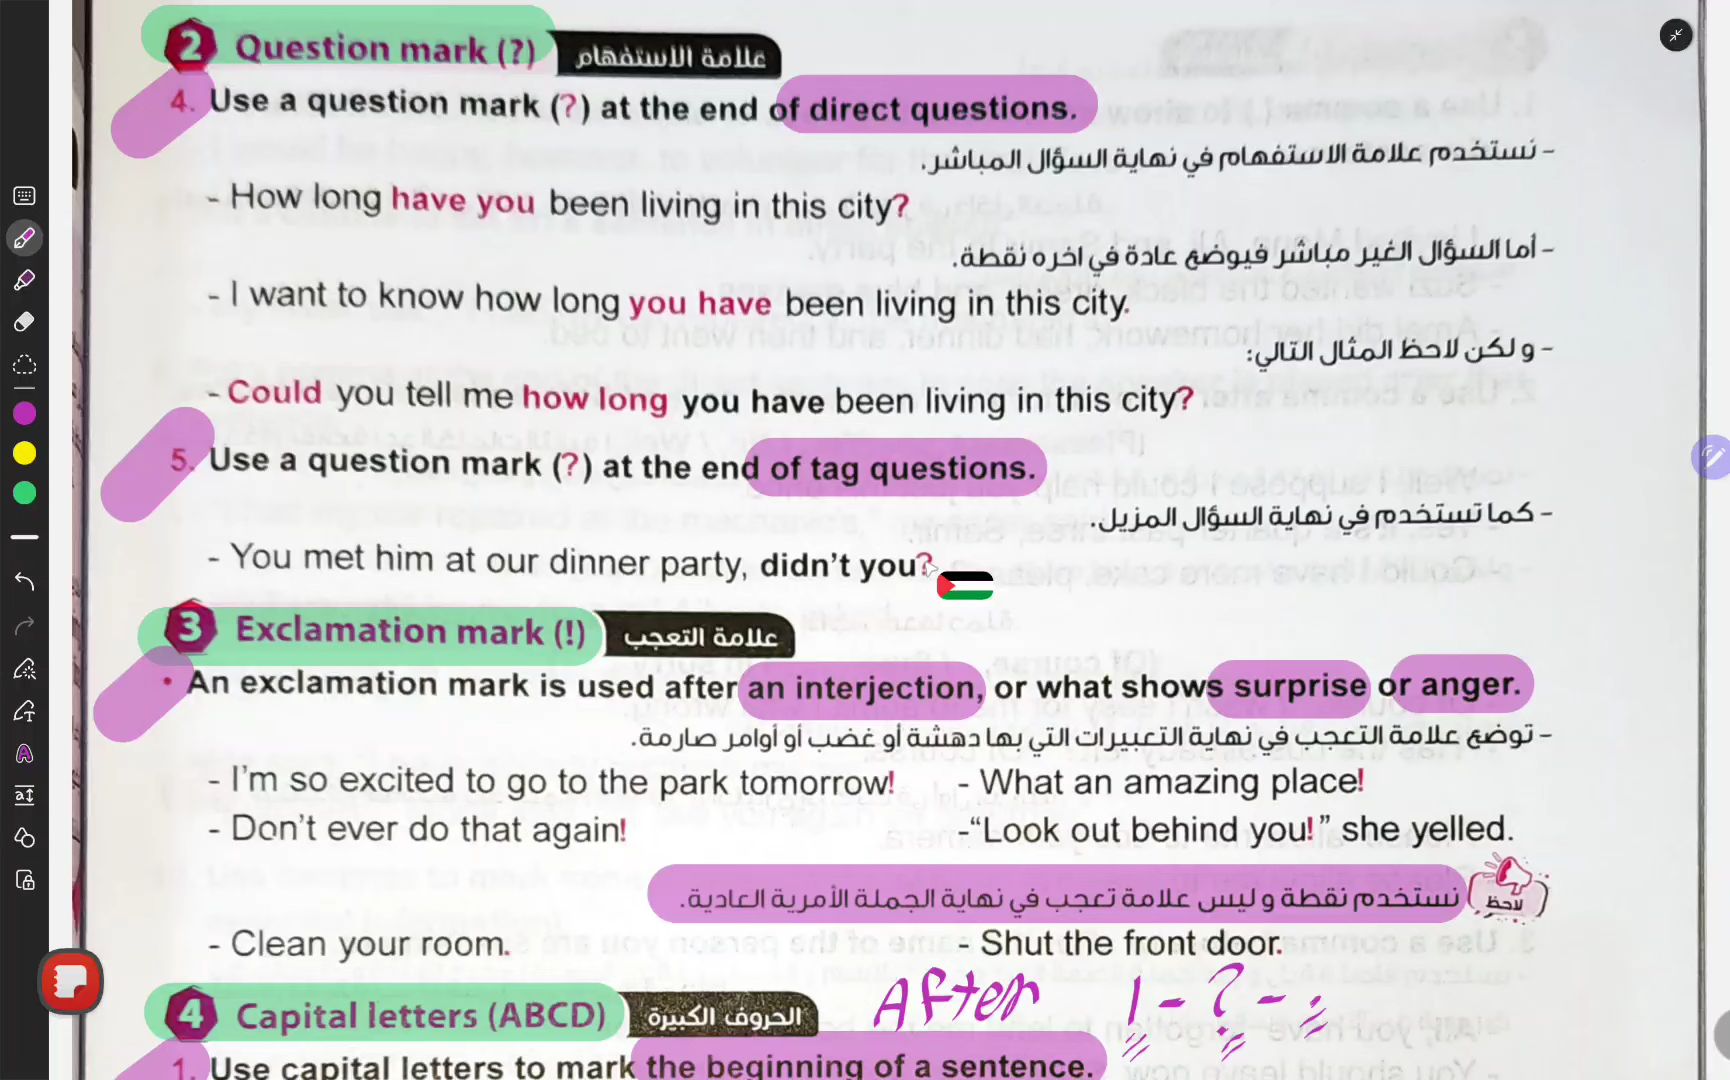 2 Question mark (?) علامة الاستفهام
4. Use a question mark (?) at the end of direct questions.
- نستخدم علامة الاستفهام في نهاية السؤال المباشر.
- How long have you been living in this city?
- أما السؤال الغير مباشر فيوضع عادة في اخره نقطة.
- I want to know how long you have been living in this city.
- و لكن لاحظ المثال التالي:
- Could you tell me how long you have been living in this city?
5. Use a question mark (?) at the end of tag questions.
- كما تستخدم في نهاية السؤال المزيل.
- You met him at our dinner party, didn't you?
3 Exclamation mark (!) علامة التعجب
• An exclamation mark is used after an interjection, or what shows surprise or anger.
- توضع علامة التعجب في نهاية التعبيرات التي بها دهشة أو غضب أو أوامر صارمة.
- I'm so excited to go to the park tomorrow! - What an amazing place!
- Don't ever do that again! -“Look out behind you!” she yelled.
لاحظ نستخدم نقطة و ليس علامة تعجب في نهاية الجملة الأمرية العادية.
- Clean your room. - Shut the front door.
After ! - ? - .
4 Capital letters (ABCD) الحروف الكبيرة
1. Use capital letters to mark the beginning of a sentence.